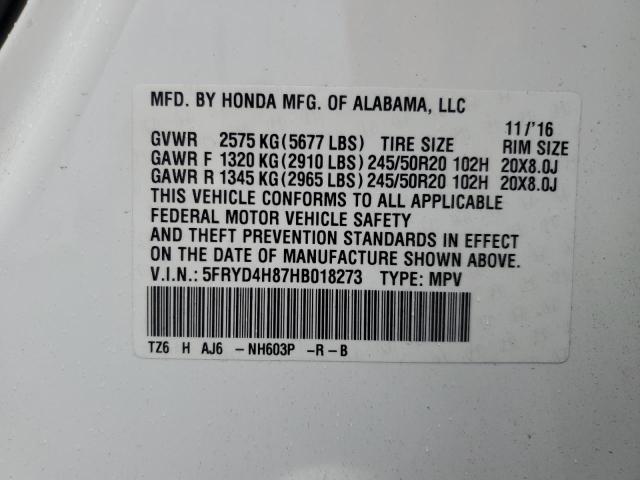 MFD. BY HONDA MFG. OF ALABAMA, LLC
11/'16
GVWR 2575 KG (5677 LBS) TIRE SIZE RIM SIZE
GAWR F 1320 KG (2910 LBS) 245/50R20 102H 20X8.0J
GAWR R 1345 KG (2965 LBS) 245/50R20 102H 20X8.0J
THIS VEHICLE CONFORMS TO ALL APPLICABLE
FEDERAL MOTOR VEHICLE SAFETY
AND THEFT PREVENTION STANDARDS IN EFFECT
ON THE DATE OF MANUFACTURE SHOWN ABOVE.
V.I.N.: 5FRYD4H87HB018273 TYPE: MPV
TZ6 H AJ6 -NH603P -R-B